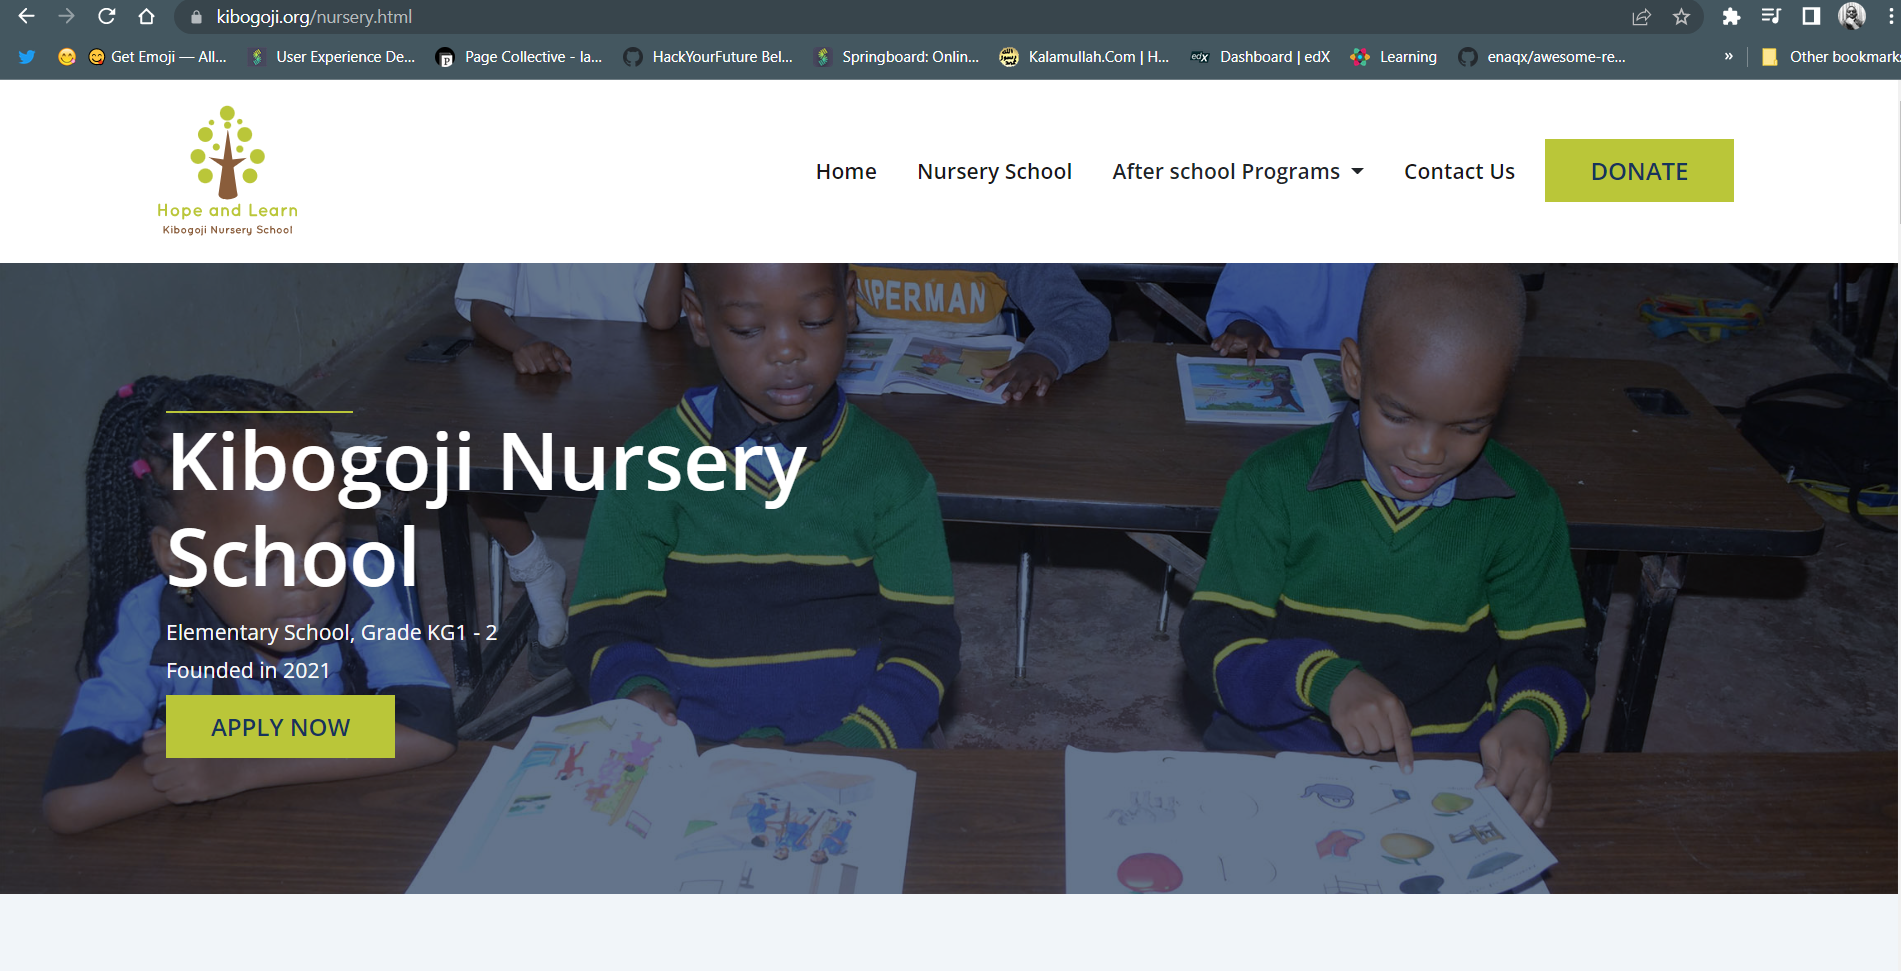 kibogoji.org/nursery.html
Get Emoji — All...
User Experience De...
Page Collective - la...
HackYourFuture Bel...
Springboard: Onlin...
Kalamullah.Com | H...
edX
Dashboard | edX
Learning
enaqx/awesome-re...
»
Other bookmarks
Hope and Learn
Kibogoji Nursery School
Home
Nursery School
After school Programs
Contact Us
DONATE
UPERMAN
Kibogoji Nursery
School
Elementary School, Grade KG1 - 2
Founded in 2021
APPLY NOW